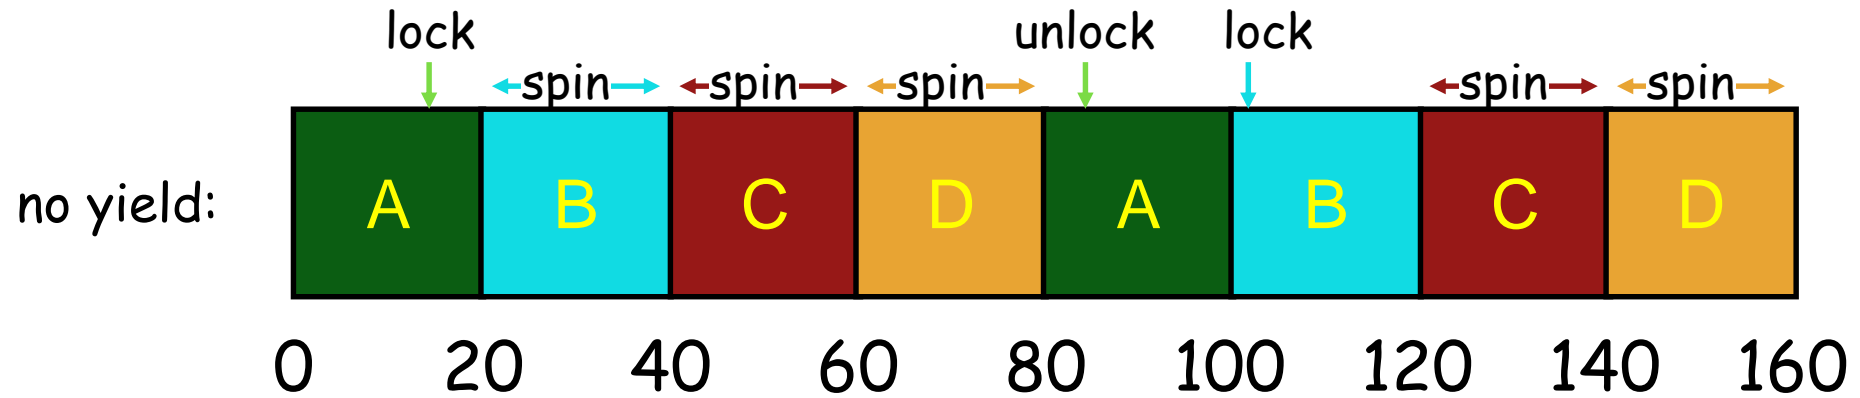 lock unlock lock
spin spin spin spin spin
no yield: A B C D A B C D
0 20 40 60 80 100 120 140 160